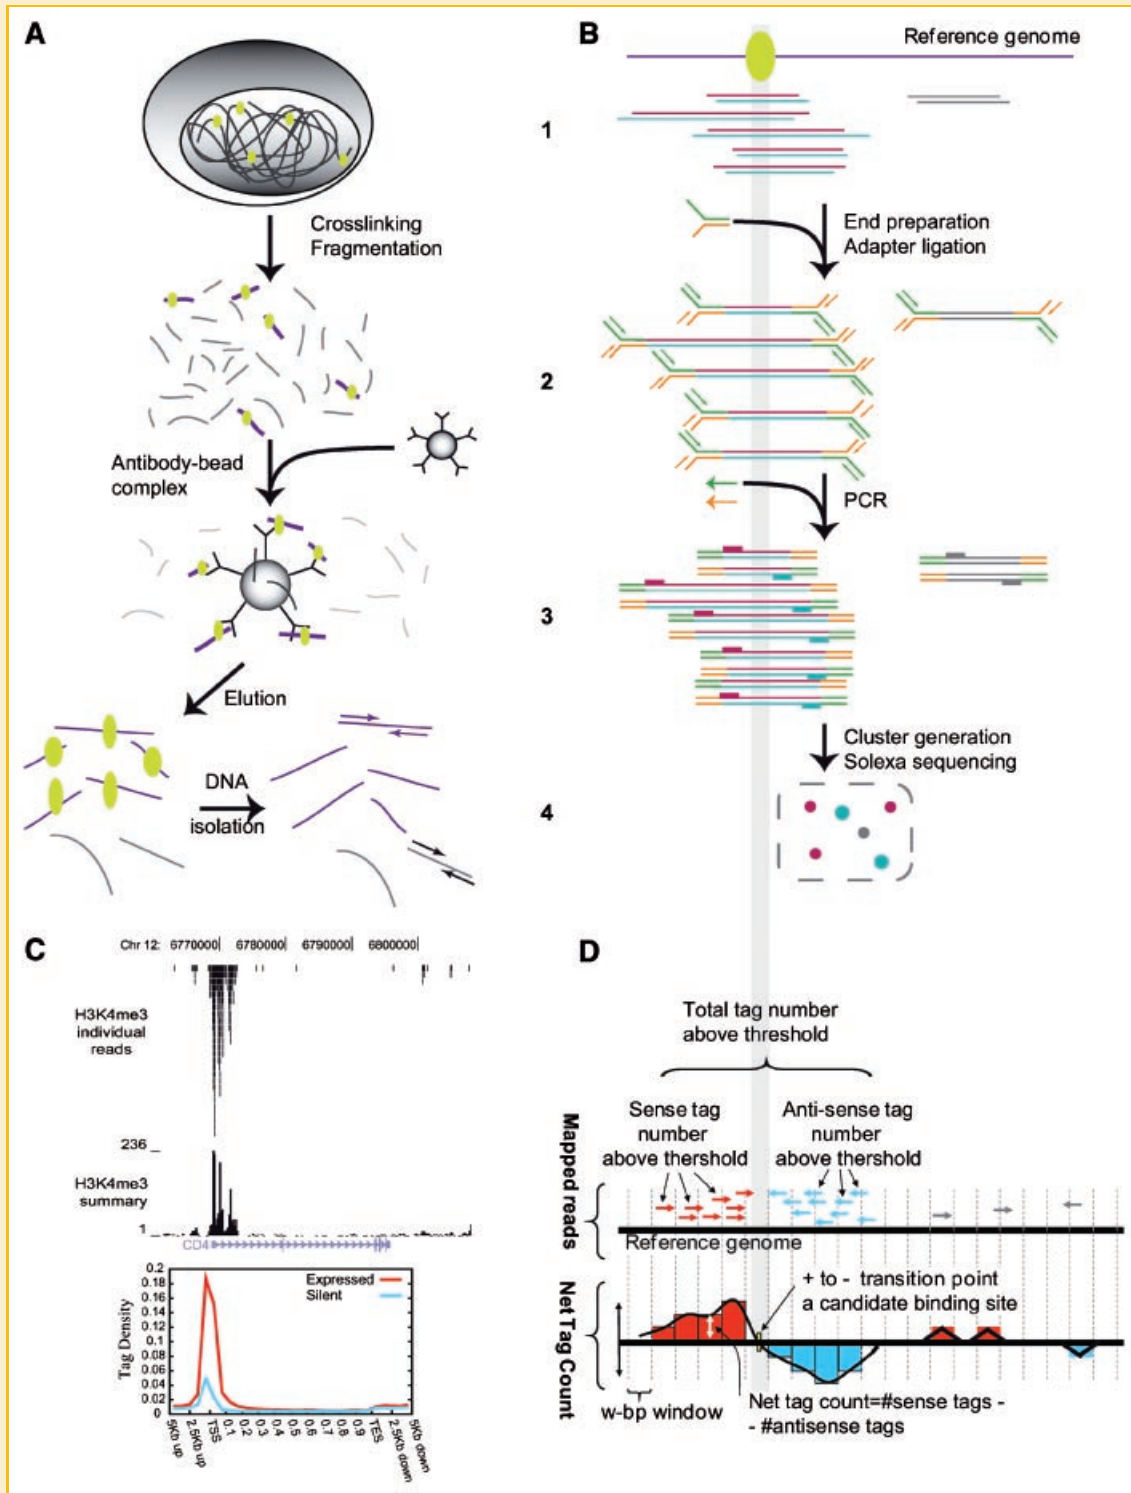 A
Crosslinking
Fragmentation
Antibody-bead
complex
Elution
DNA
isolation
B
Reference genome
1
End preparation
Adapter ligation
2
PCR
3
Cluster generation
Solexa sequencing
4
C
Chr 12: 6770000| 6780000| 6790000| 6800000|
H3K4me3
individual
reads
236
H3K4me3
summary
1
CD4
0.2
0.18
0.16
0.14
0.12
0.1
0.08
0.06
0.04
0.02
0
Tag Density
Expressed
Silent
5Kb up
2.5Kb up
TSS
0.1
0.2
0.3
0.4
0.5
0.6
0.7
0.8
0.9
TES
2.5Kb down
5Kb down
D
Total tag number
above threshold
Sense tag
number
above thershold
Anti-sense tag
number
above thershold
Mapped reads
Reference genome
+ to - transition point
a candidate binding site
Net Tag Count
w-bp window
Net tag count=#sense tags -
- #antisense tags